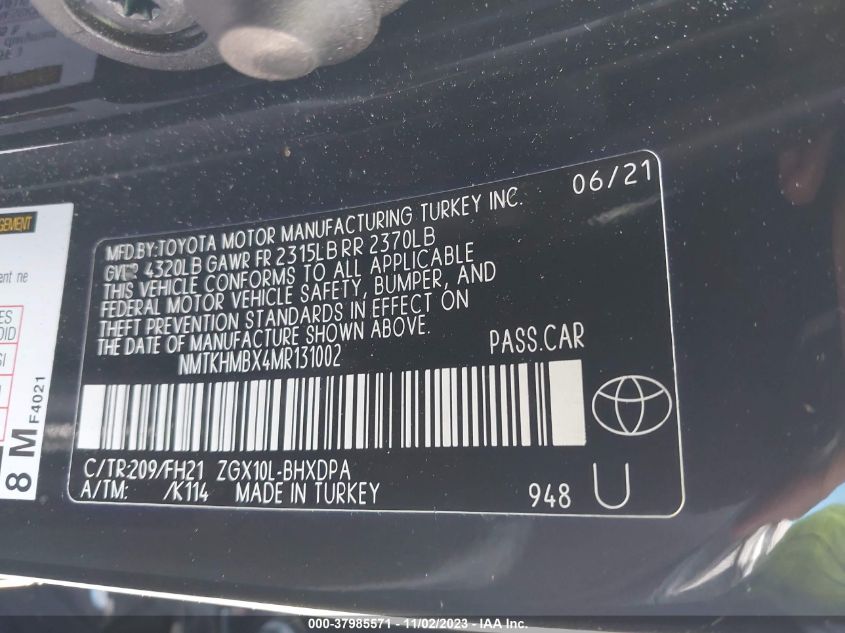 06/21
MFD.BY:TOYOTA MOTOR MANUFACTURING TURKEY INC.
4320LB GAWR FR 2315LB RR 2370LB
THIS VEHICLE CONFORMS TO ALL APPLICABLE
FEDERAL MOTOR VEHICLE SAFETY, BUMPER, AND
THEFT PREVENTION STANDARDS IN EFFECT ON
THE DATE OF MANUFACTURE SHOWN ABOVE.
NMTKHMBX4MR131002
PASS.CAR
C/TR:209/FH21 ZGX10L-BHXDPA
A/TM: /K114 MADE IN TURKEY
948 U
8 M
F4021
000-37985571 - 11/02/2023 - IAA Inc.